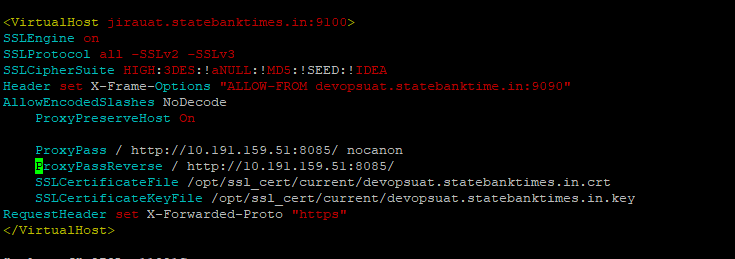 <VirtualHost jirauat.statebanktimes.in:9100>
SSLEngine on
SSLProtocol all -SSLv2 -SSLv3
SSLCipherSuite HIGH:3DES:!aNULL:!MD5:!SEED:!IDEA
Header set X-Frame-Options "ALLOW-FROM devopsuat.statebanktime.in:9090"
AllowEncodedSlashes NoDecode
ProxyPreserveHost On
ProxyPass / http://10.191.159.51:8085/ nocanon
ProxyPassReverse / http://10.191.159.51:8085/
SSLCertificateFile /opt/ssl_cert/current/devopsuat.statebanktimes.in.crt
SSLCertificateKeyFile /opt/ssl_cert/current/devopsuat.statebanktimes.in.key
RequestHeader set X-Forwarded-Proto "https"
</VirtualHost>